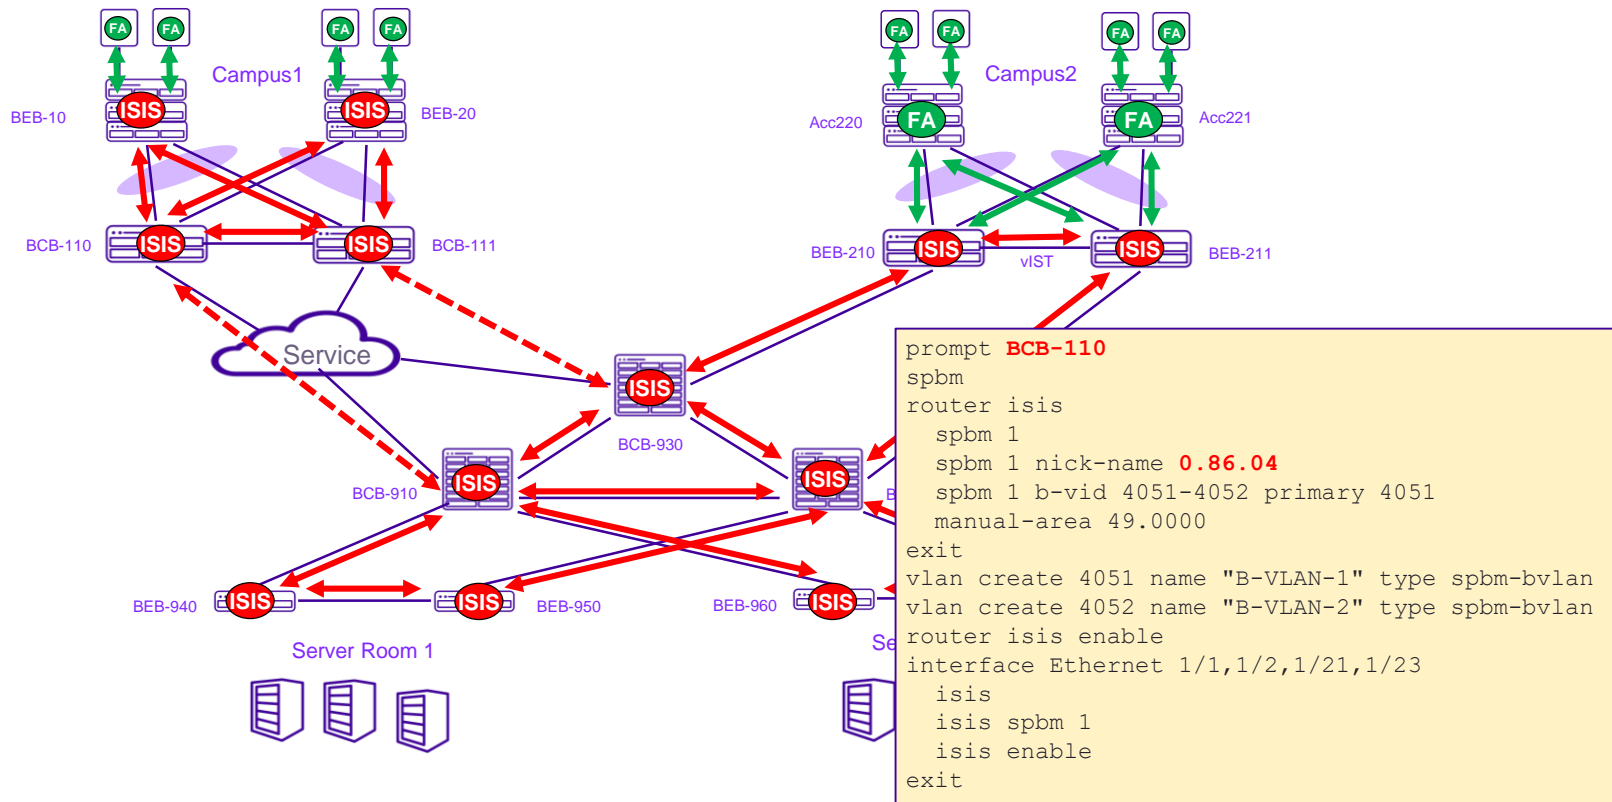 FA
FA
FA
FA
FA
FA
FA
FA
Campus1
Campus2
BEB-10
ISIS
ISIS
BEB-20
Acc220
FA
FA
Acc221
BCB-110
ISIS
ISIS
BCB-111
BEB-210
ISIS
vIST
ISIS
BEB-211
Service
ISIS
BCB-930
BCB-910
ISIS
ISIS
BEB-940
ISIS
ISIS
BEB-950
BEB-960
ISIS
Server Room 1
Se
prompt BCB-110
spbm
router isis
spbm 1
spbm 1 nick-name 0.86.04
spbm 1 b-vid 4051-4052 primary 4051
manual-area 49.0000
exit
vlan create 4051 name "B-VLAN-1" type spbm-bvlan
vlan create 4052 name "B-VLAN-2" type spbm-bvlan
router isis enable
interface Ethernet 1/1,1/2,1/21,1/23
isis
isis spbm 1
isis enable
exit